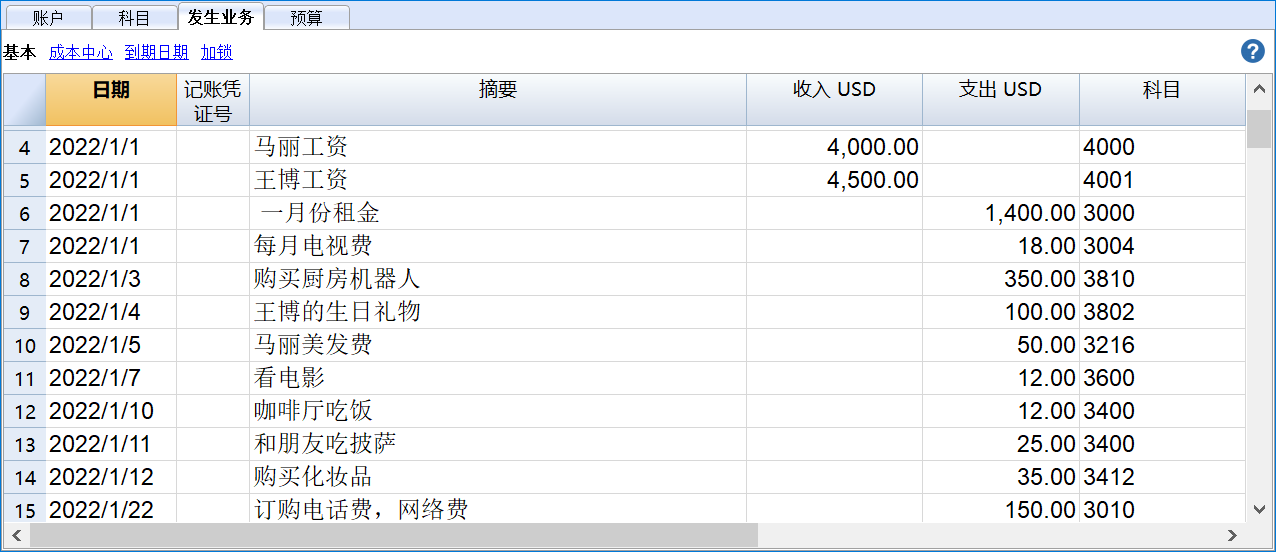 账户 科目 发生业务 预算
基本 成本中心 到期日期 加锁 ?
日期 记账凭证号 摘要 收入 USD 支出 USD 科目
4 2022/1/1 马丽工资 4,000.00 4000
5 2022/1/1 王博工资 4,500.00 4001
6 2022/1/1 一月份租金 1,400.00 3000
7 2022/1/1 每月电视费 18.00 3004
8 2022/1/3 购买厨房机器人 350.00 3810
9 2022/1/4 王博的生日礼物 100.00 3802
10 2022/1/5 马丽美发费 50.00 3216
11 2022/1/7 看电影 12.00 3600
12 2022/1/10 咖啡厅吃饭 12.00 3400
13 2022/1/11 和朋友吃披萨 25.00 3400
14 2022/1/12 购买化妆品 35.00 3412
15 2022/1/22 订购电话费，网络费 150.00 3010